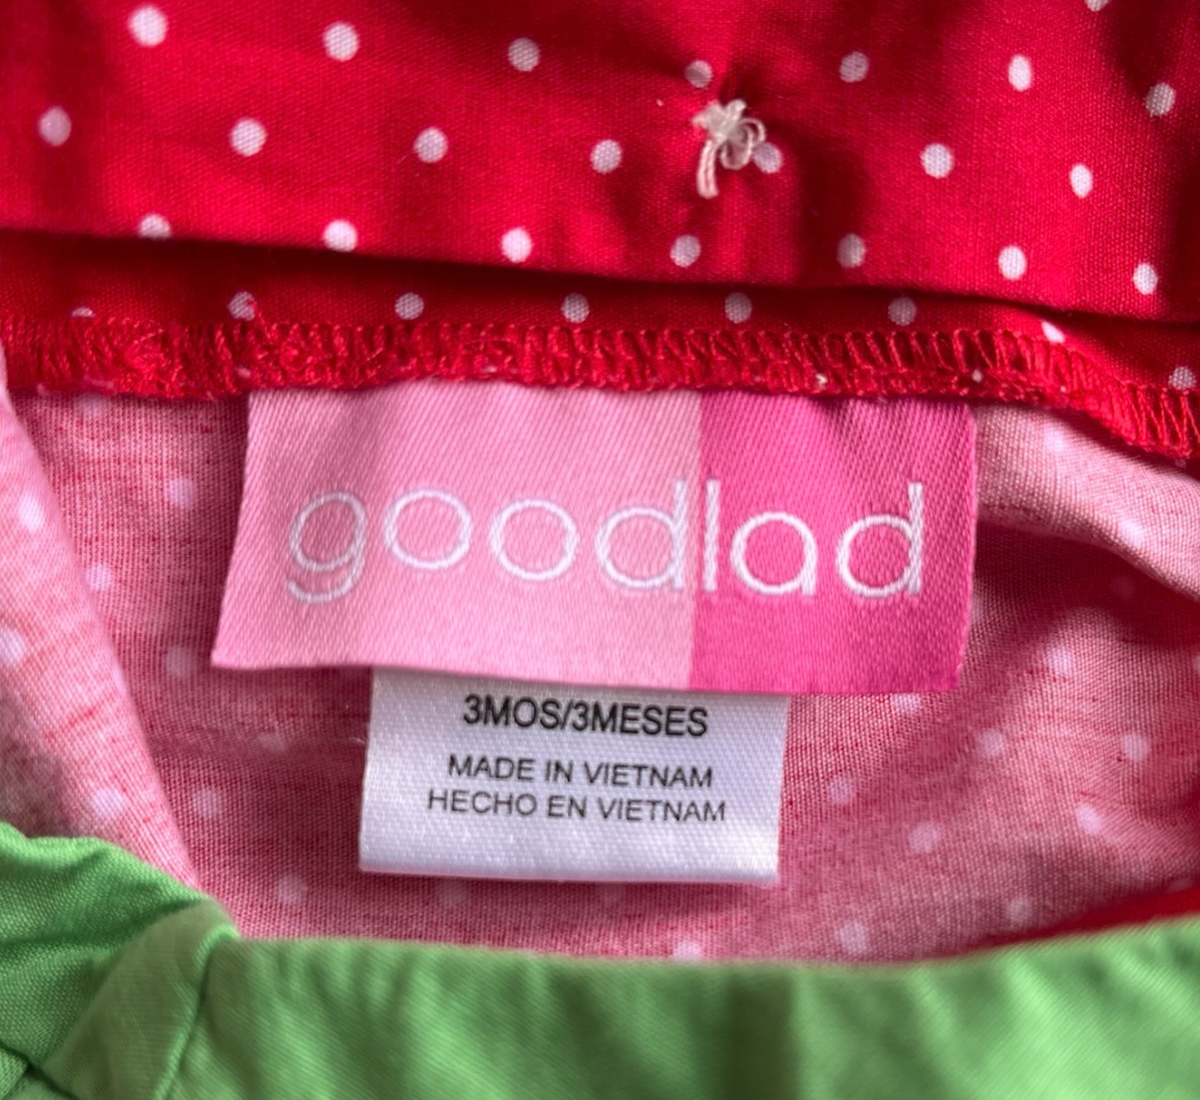 goodlad
3MOS/3MESES
MADE IN VIETNAM
HECHO EN VIETNAM